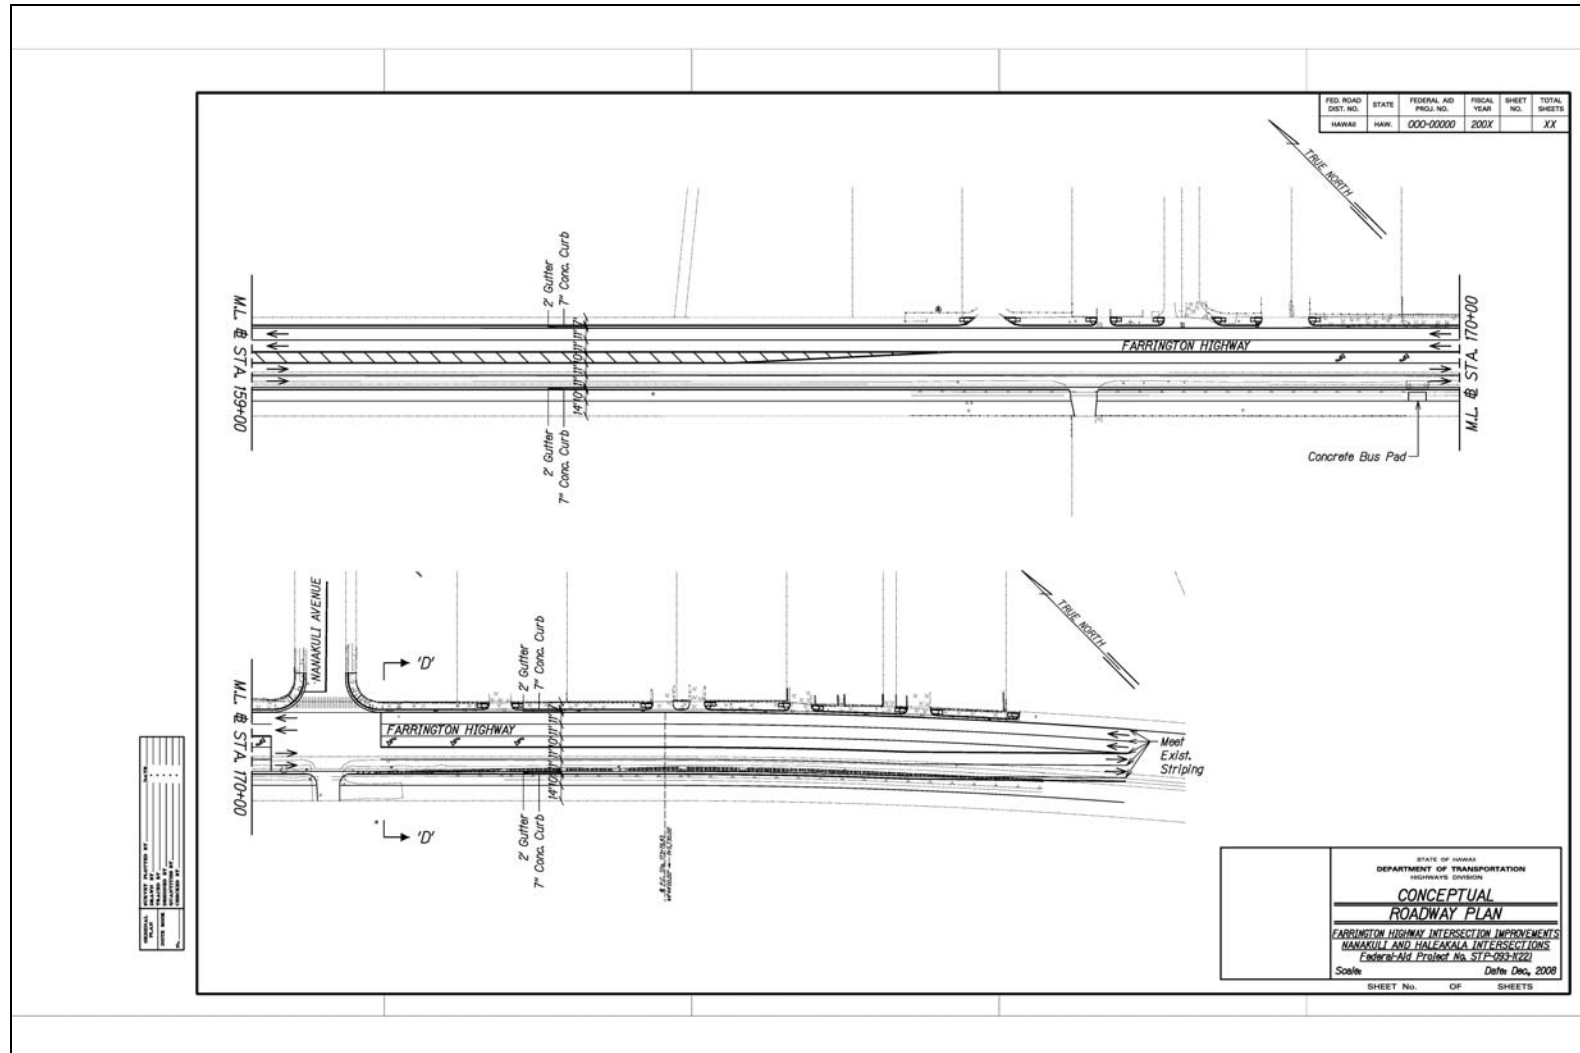 FED. ROAD DIST. NO.
STATE
FEDERAL AID PROJ. NO.
FISCAL YEAR
SHEET NO.
TOTAL SHEETS
HAWAII
HAW.
000-00000
200X
XX
TRUE NORTH
2' Gutter
7" Conc. Curb
M.L. ⅊ STA. 159+00
FARRINGTON HIGHWAY
M.L. ⅊ STA. 170+00
2' Gutter
7" Conc. Curb
Concrete Bus Pad
NANAKULI AVENUE
TRUE NORTH
'D'
2' Gutter
7" Conc. Curb
M.L. ⅊ STA. 170+00
FARRINGTON HIGHWAY
Meet
Exist.
Striping
'D'
2' Gutter
7" Conc. Curb
STATE OF HAWAII
DEPARTMENT OF TRANSPORTATION
HIGHWAYS DIVISION
CONCEPTUAL
ROADWAY PLAN
FARRINGTON HIGHWAY INTERSECTION IMPROVEMENTS
NANAKULI AND HALEAKALA INTERSECTIONS
Federal-Aid Project No. STP-093-1(22)
Scale:
Date: Dec., 2008
SHEET No. OF SHEETS